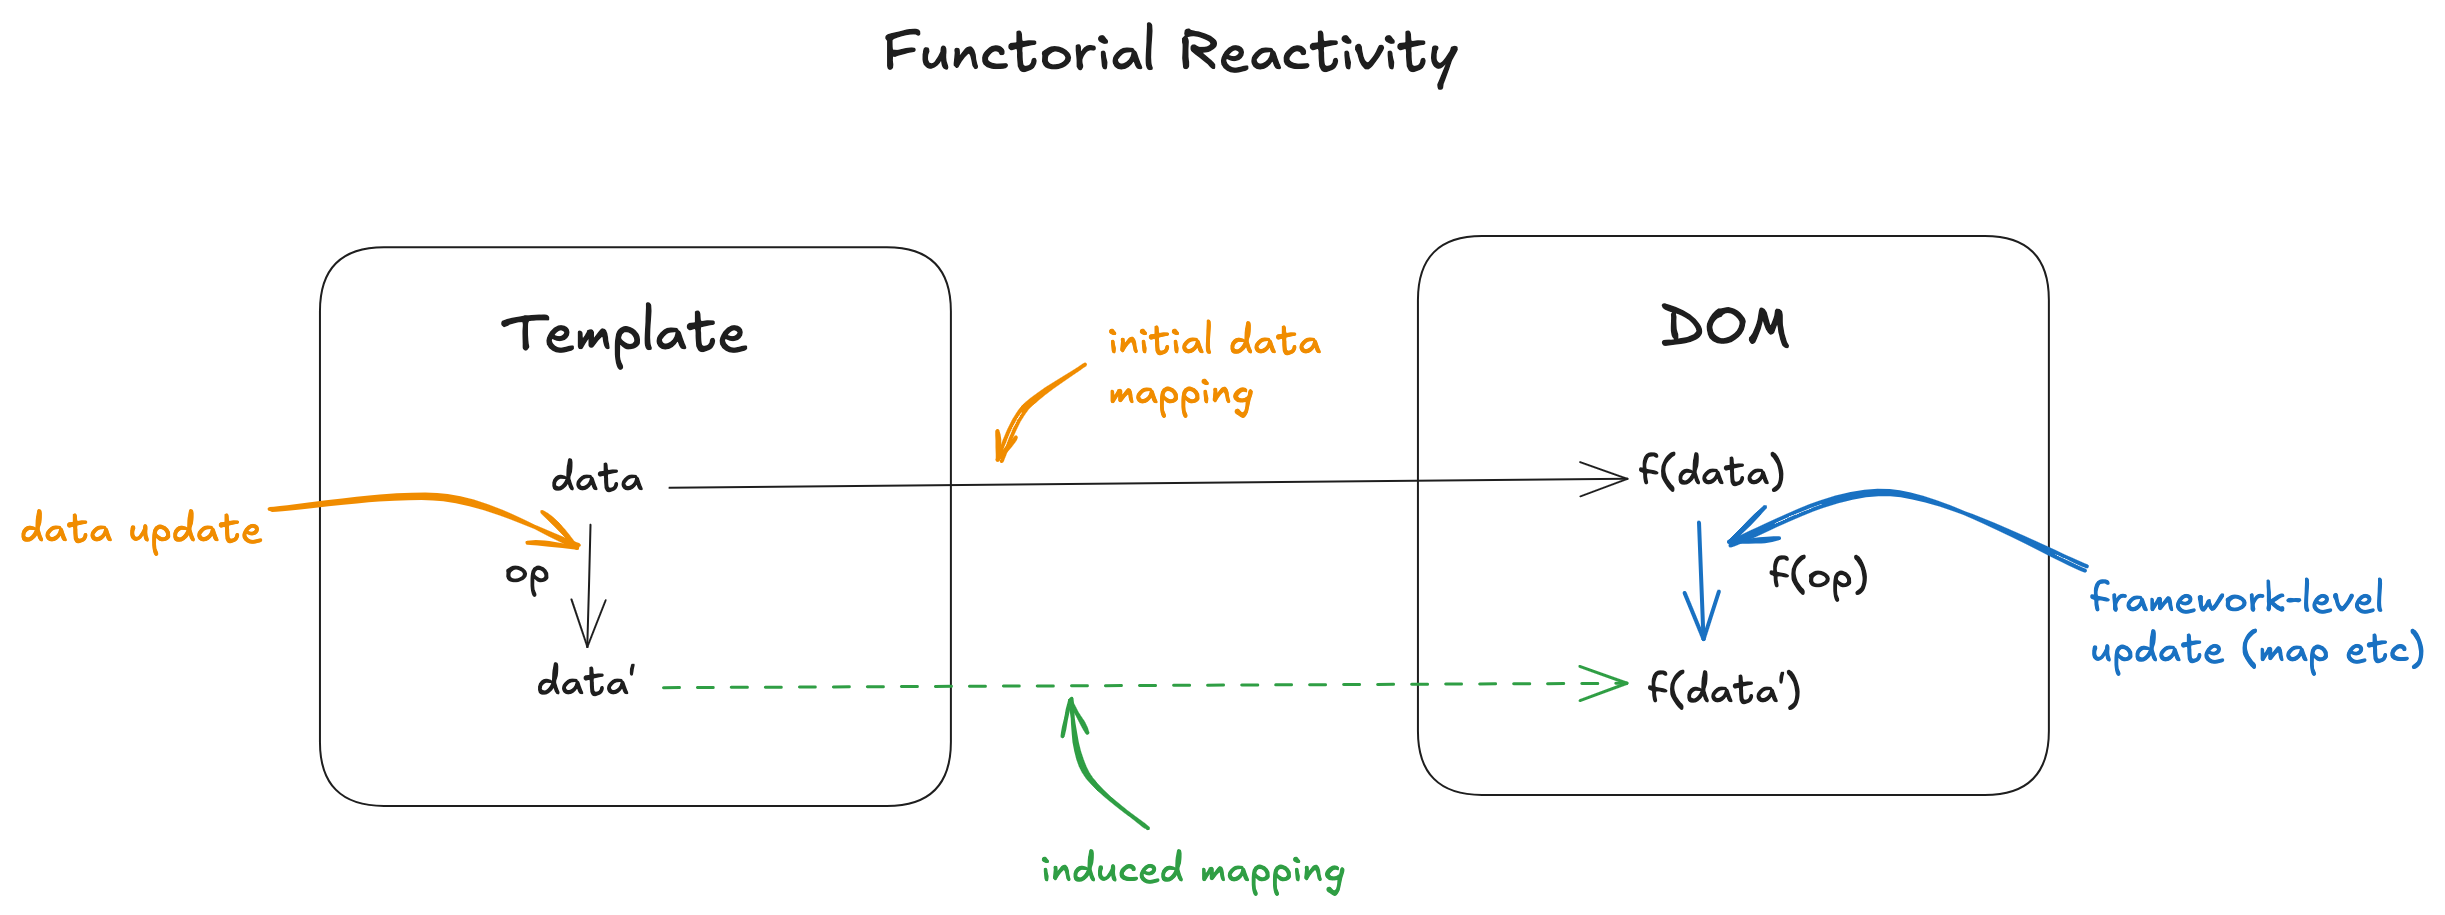 Functorial Reactivity
Template
DOM
initial data
mapping
data
f(data)
data update
op
f(op)
framework-level
update (map etc)
data'
f(data')
induced mapping